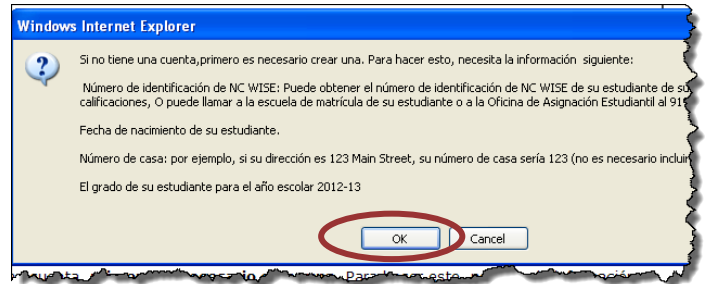 Windows Internet Explorer
Si no tiene una cuenta,primero es necesario crear una. Para hacer esto, necesita la información siguiente:
Número de identificación de NC WISE: Puede obtener el número de identificación de NC WISE de su estudiante de su
calificaciones, O puede llamar a la escuela de matrícula de su estudiante o a la Oficina de Asignación Estudiantil al 91
Fecha de nacimiento de su estudiante.
Número de casa: por ejemplo, si su dirección es 123 Main Street, su número de casa sería 123 (no es necesario incluir
El grado de su estudiante para el año escolar 2012-13
OK Cancel